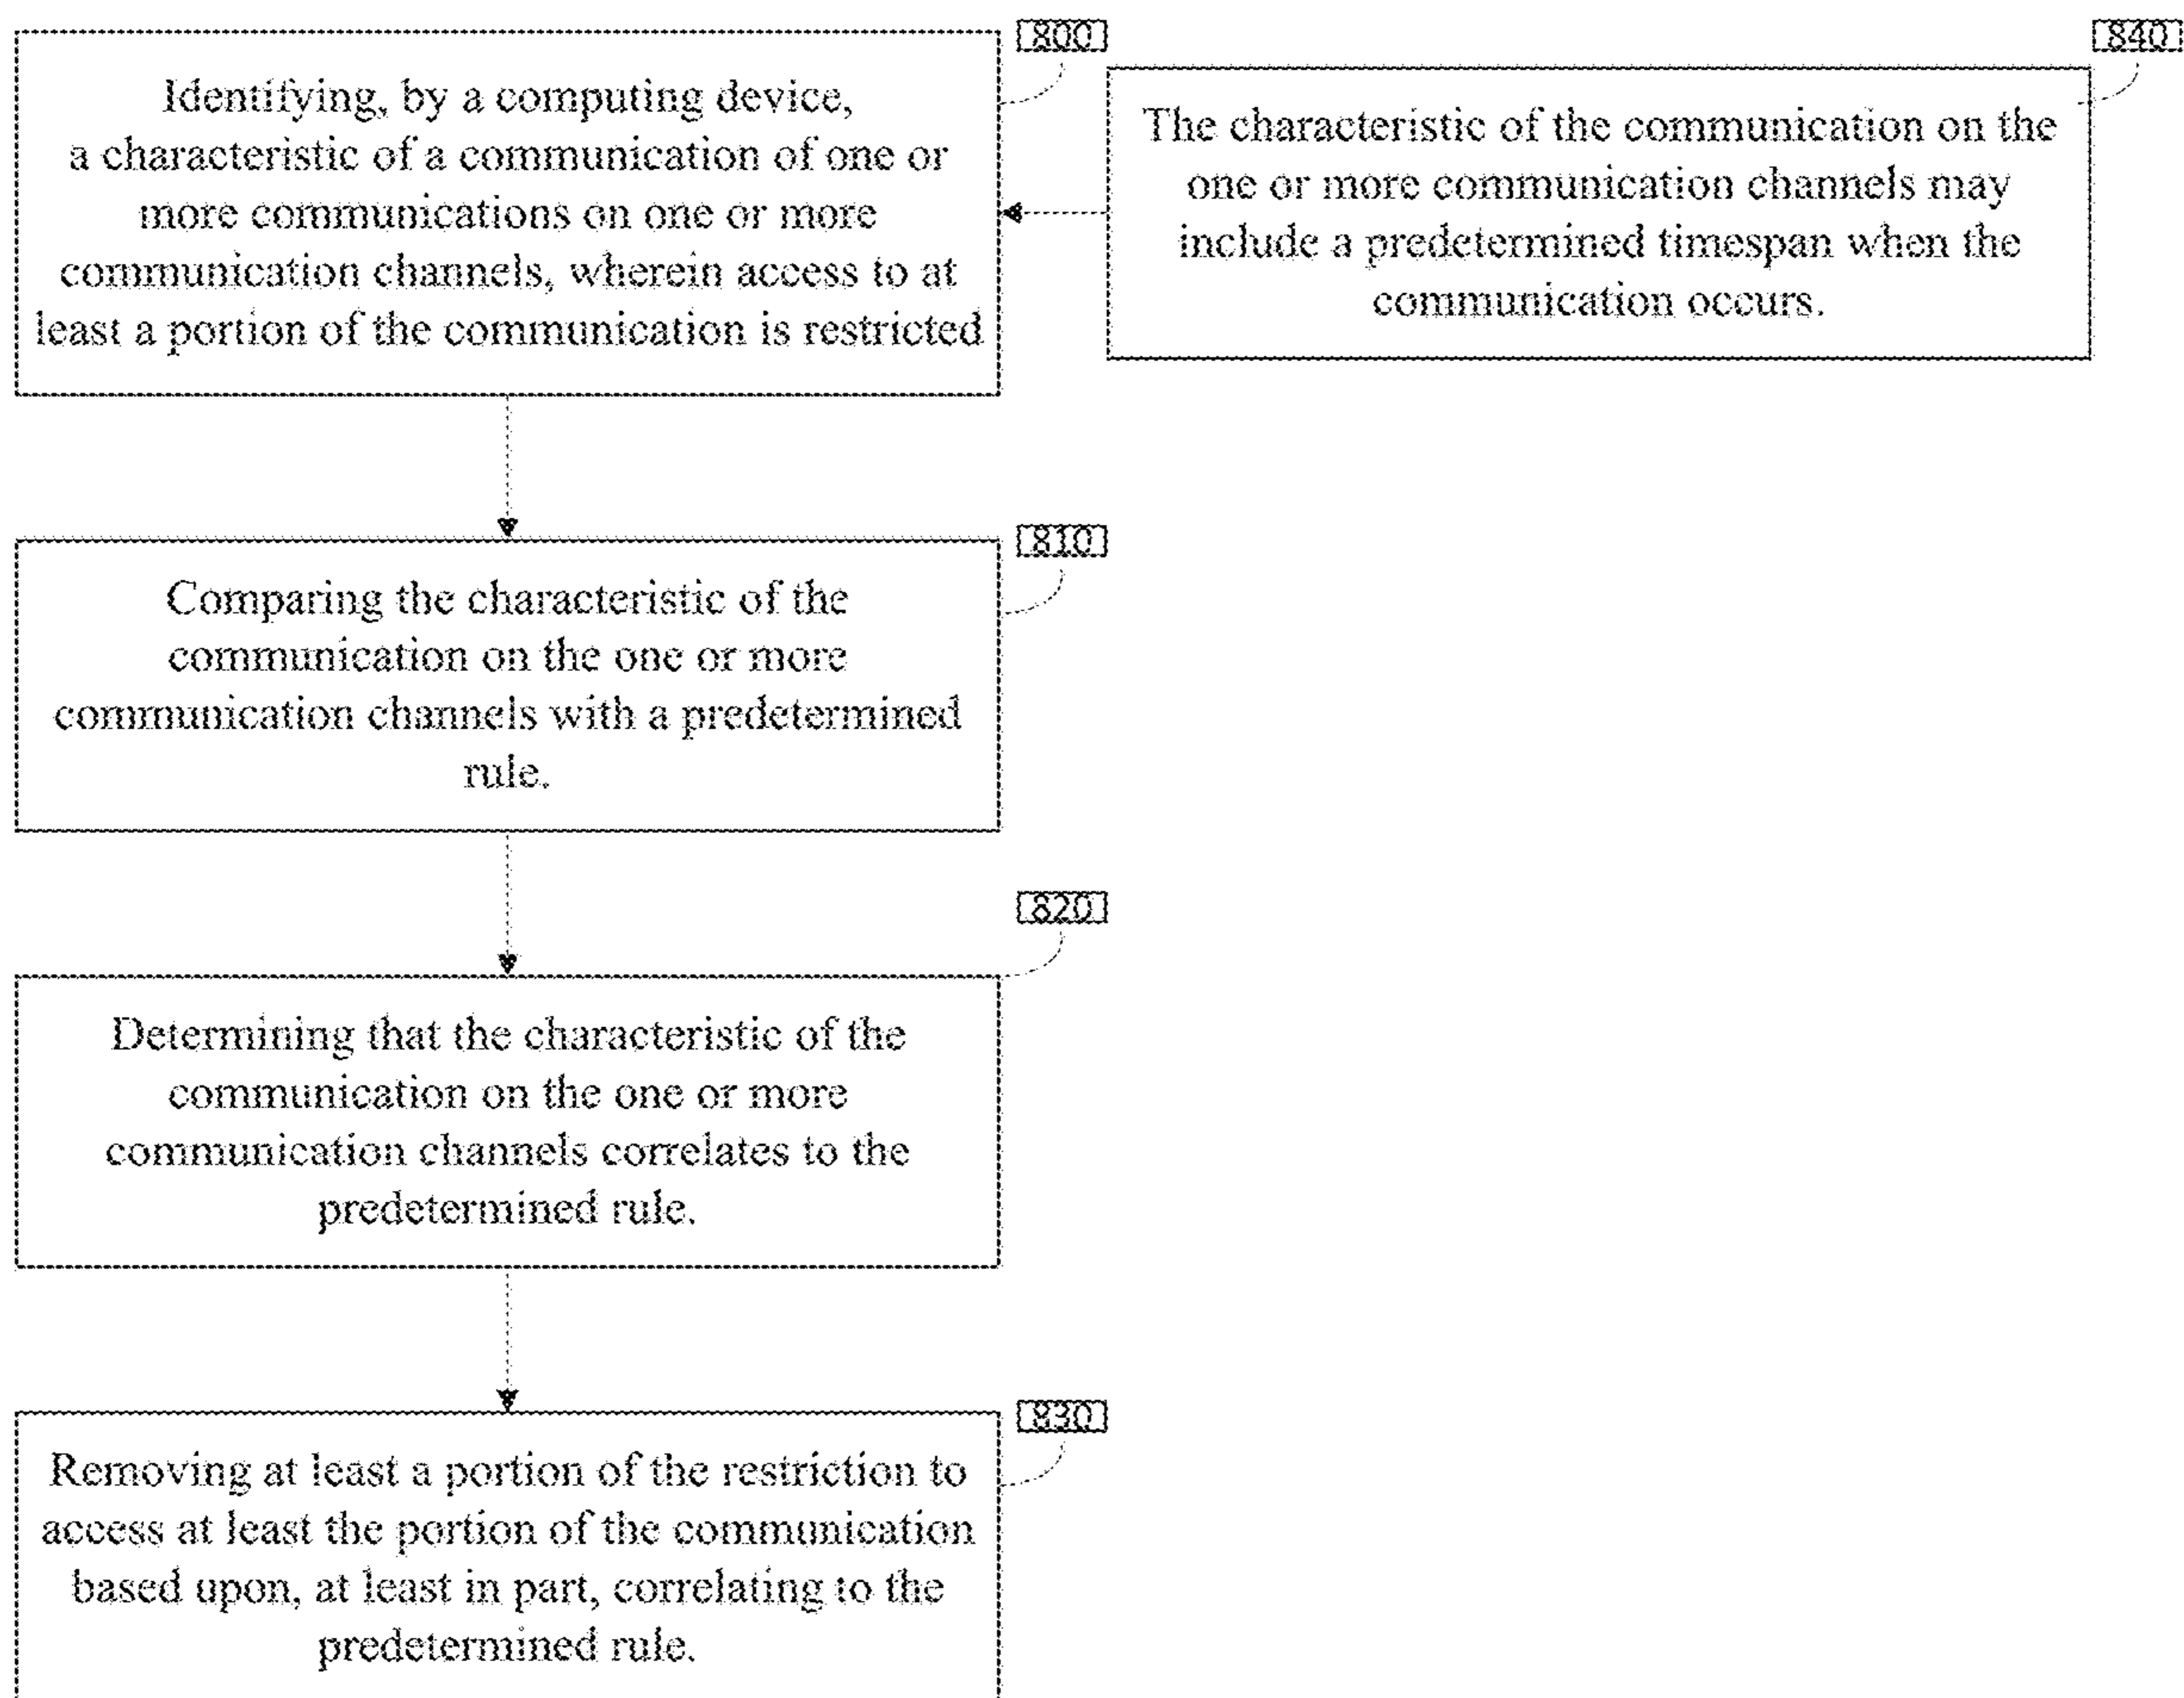 800
Identifying, by a computing device,
a characteristic of a communication of one or
more communications on one or more
communication channels, wherein access to at
least a portion of the communication is restricted
840
The characteristic of the communication on the
one or more communication channels may
include a predetermined timespan when the
communication occurs.
810
Comparing the characteristic of the
communication on the one or more
communication channels with a predetermined
rule.
820
Determining that the characteristic of the
communication on the one or more
communication channels correlates to the
predetermined rule.
830
Removing at least a portion of the restriction to
access at least the portion of the communication
based upon, at least in part, correlating to the
predetermined rule.